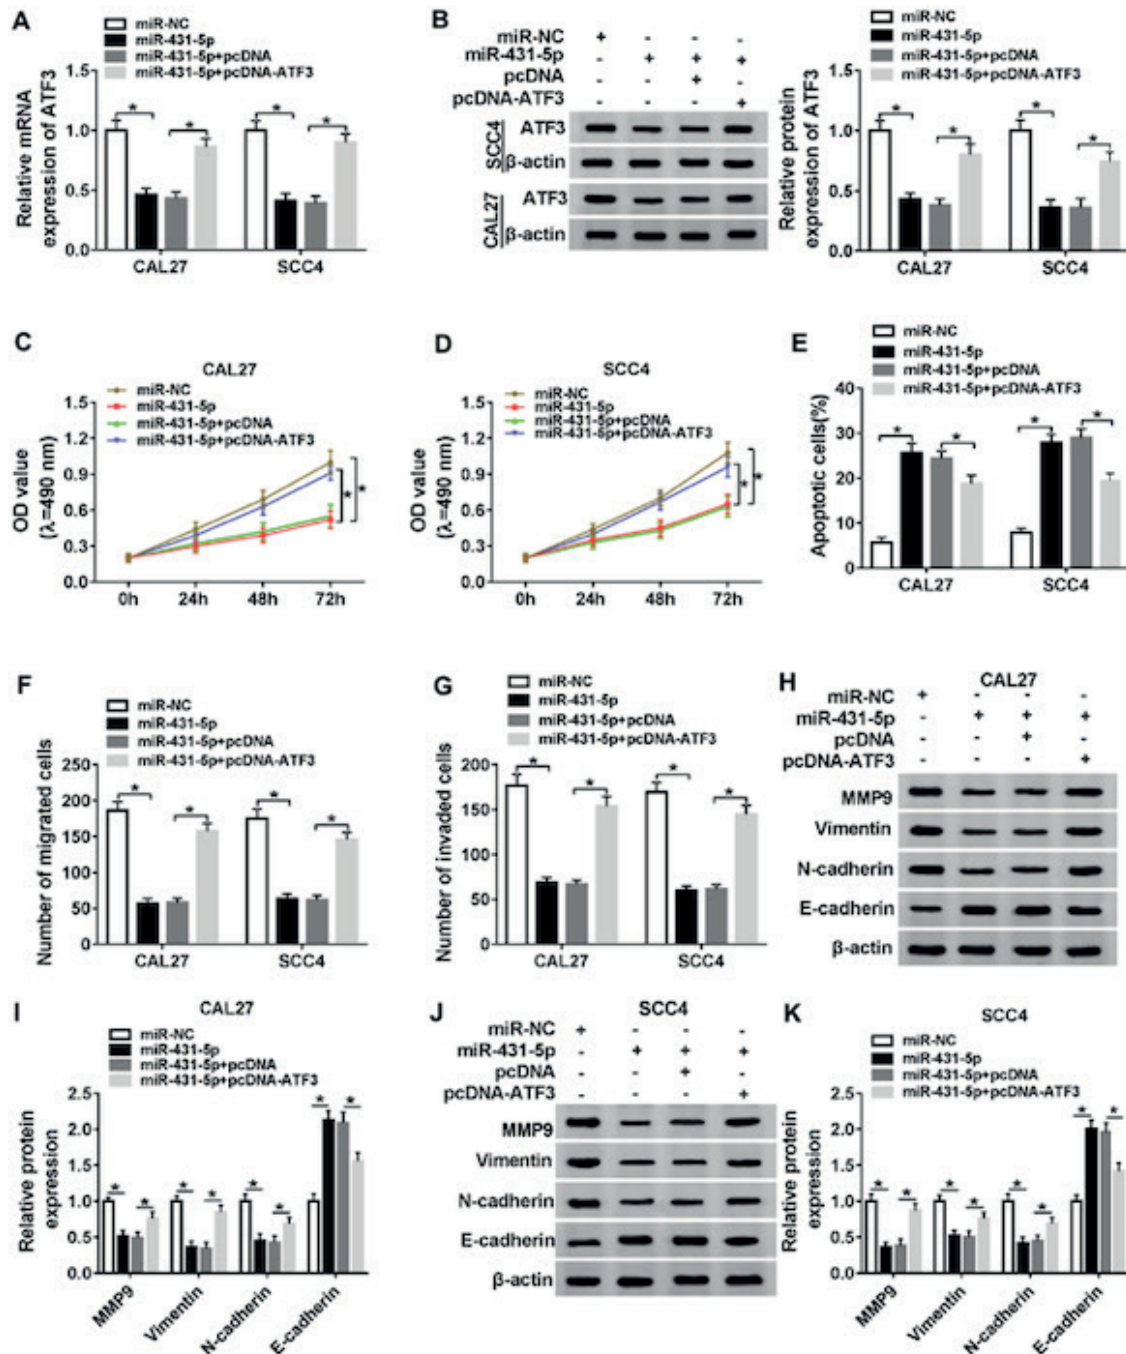 A
miR-NC
miR-431-5p
miR-431-5p+pcDNA
miR-431-5p+pcDNA-ATF3
Relative mRNA
expression of ATF3
1.5
1.0
0.5
0.0
* * * *
CAL27 SCC4
B
miR-NC + - - -
miR-431-5p - + + +
pcDNA - - + -
pcDNA-ATF3 - - - +
SCC4
ATF3
β-actin
CAL27
ATF3
β-actin
miR-NC
miR-431-5p
miR-431-5p+pcDNA
miR-431-5p+pcDNA-ATF3
Relative protein
expression of ATF3
1.5
1.0
0.5
0.0
* * * *
CAL27 SCC4
C
CAL27
miR-NC
miR-431-5p
miR-431-5p+pcDNA
miR-431-5p+pcDNA-ATF3
OD value
(λ=490 nm)
1.5
1.2
0.9
0.6
0.3
0.0
* *
0h 24h 48h 72h
D
SCC4
miR-NC
miR-431-5p
miR-431-5p+pcDNA
miR-431-5p+pcDNA-ATF3
OD value
(λ=490 nm)
1.5
1.2
0.9
0.6
0.3
0.0
* *
0h 24h 48h 72h
E
miR-NC
miR-431-5p
miR-431-5p+pcDNA
miR-431-5p+pcDNA-ATF3
Apoptotic cells(%)
40
30
20
10
0
* * * *
CAL27 SCC4
F
miR-NC
miR-431-5p
miR-431-5p+pcDNA
miR-431-5p+pcDNA-ATF3
Number of migrated cells
250
200
150
100
50
0
* * * *
CAL27 SCC4
G
miR-NC
miR-431-5p
miR-431-5p+pcDNA
miR-431-5p+pcDNA-ATF3
Number of invaded cells
200
150
100
50
0
* * * *
CAL27 SCC4
H
CAL27
miR-NC + - - -
miR-431-5p - + + +
pcDNA - - + -
pcDNA-ATF3 - - - +
MMP9
Vimentin
N-cadherin
E-cadherin
β-actin
I
CAL27
miR-NC
miR-431-5p
miR-431-5p+pcDNA
miR-431-5p+pcDNA-ATF3
Relative protein
expression
2.5
2.0
1.5
1.0
0.5
0.0
* * * * * * * *
MMP9
Vimentin
N-cadherin
E-cadherin
J
SCC4
miR-NC + - - -
miR-431-5p - + + +
pcDNA - - + -
pcDNA-ATF3 - - - +
MMP9
Vimentin
N-cadherin
E-cadherin
β-actin
K
SCC4
miR-NC
miR-431-5p
miR-431-5p+pcDNA
miR-431-5p+pcDNA-ATF3
Relative protein
expression
2.5
2.0
1.5
1.0
0.5
0.0
* * * * * * * *
MMP9
Vimentin
N-cadherin
E-cadherin